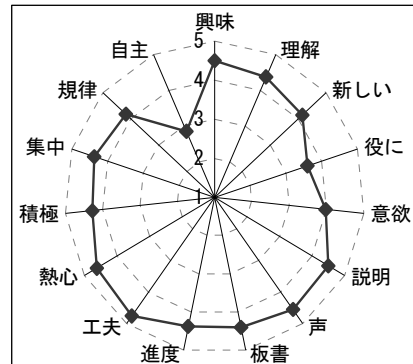 興味
理解
新しい
役に
意欲
説明
声
板書
進度
工夫
熱心
積極
集中
規律
自主
5
4
3
2
1